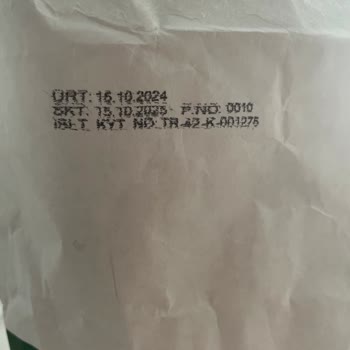 ÜRT: 16.10.2024
SKT: 15.10.2025 P.NO: 0010
İŞLT. KYT NO: TR-42-K-001275